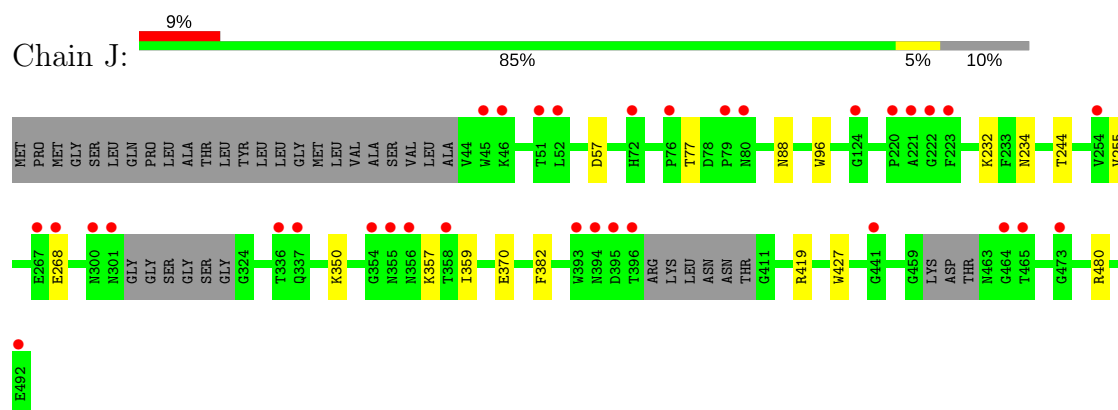 9%
Chain J:
85% 5% 10%
MET PRO MET GLY SER LEU GLN PRO LEU ALA THR LEU TYR LEU LEU GLY MET LEU VAL ALA SER VAL LEU ALA V44 W45 K46 T51 L52 D57 H72 P76 T77 D78 P79 N80 N88 W96 G124 P220 A221 G222 F223 K232 F233 N234 T244 V254 V255
E267 E268 N300 N301 GLY GLY SER GLY SER GLY G324 T336 Q337 K350 G354 N355 N356 K357 T358 I359 E370 F382 W393 N394 D395 T396 ARG LYS LEU ASN ASN THR G411 R419 W427 G441 G459 LYS ASP THR N463 G464 T465 G473 R480
E492